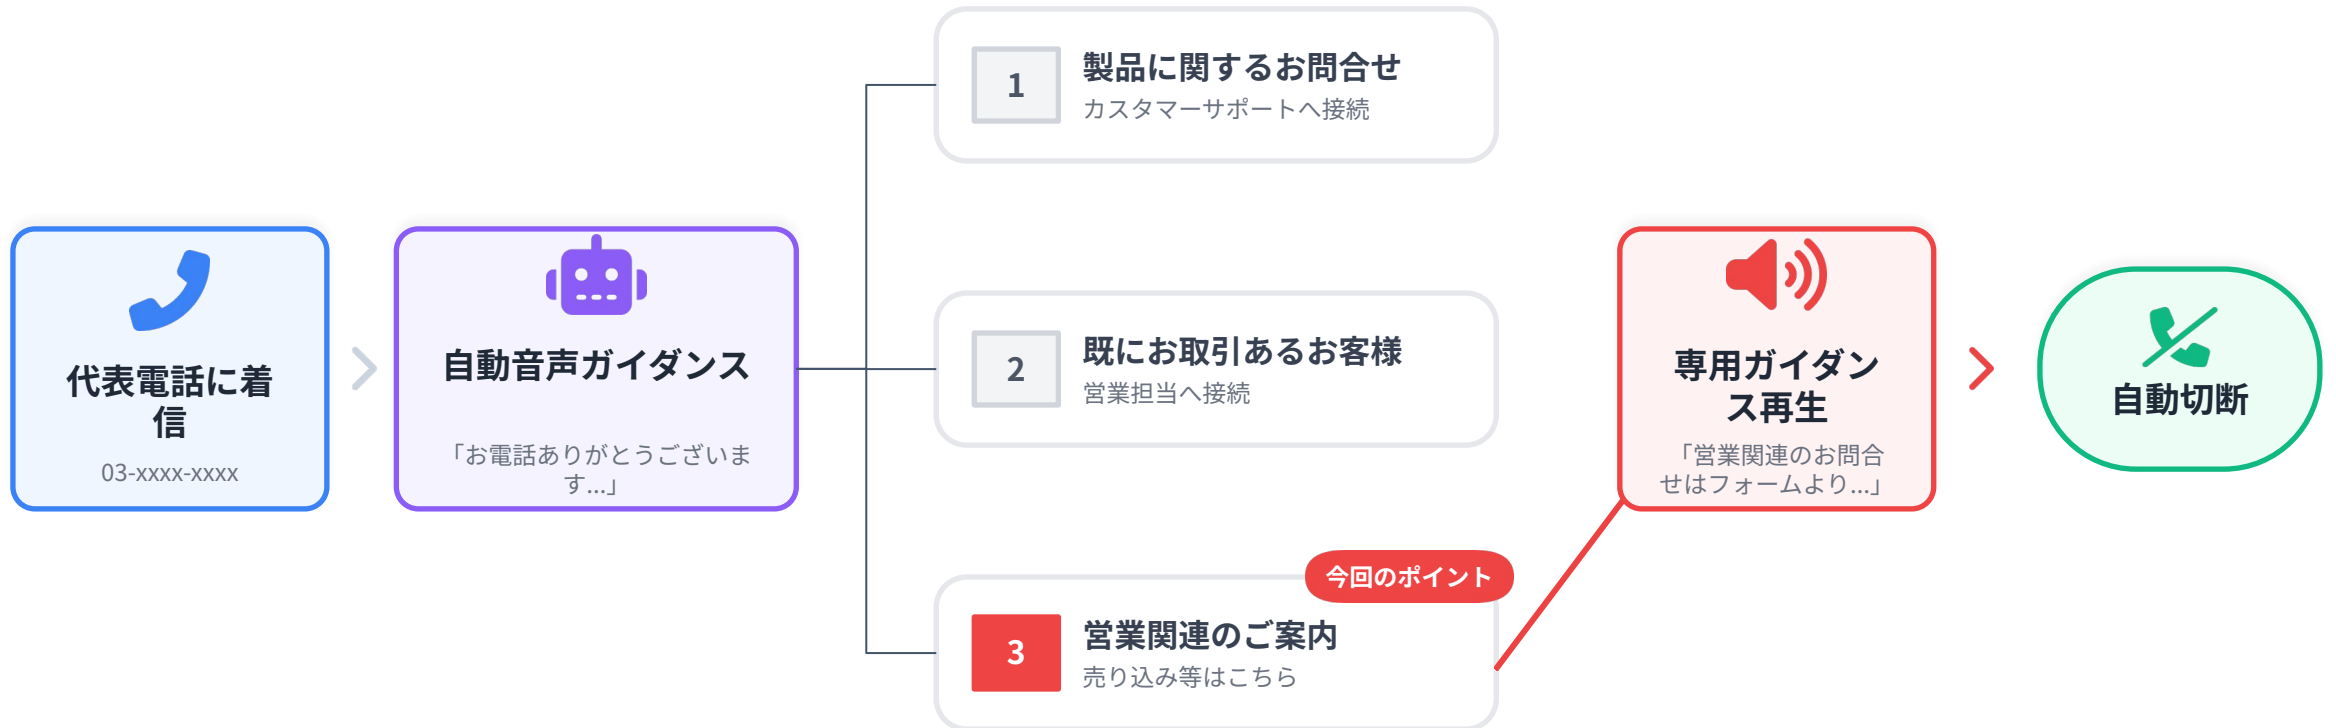 代表電話に着
信
03-xxxx-xxxx
自動音声ガイダンス
「お電話ありがとうございま
す...」
1
製品に関するお問合せ
カスタマーサポートへ接続
2
既にお取引あるお客様
営業担当へ接続
今回のポイント
3
営業関連のご案内
売り込み等はこちら
専用ガイダン
ス再生
「営業関連のお問合
せはフォームより...」
自動切断